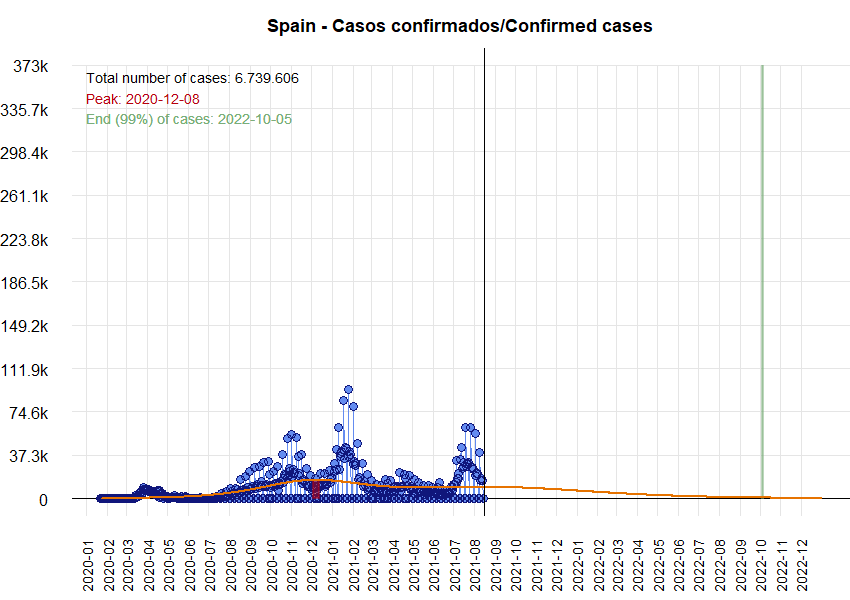 Spain - Casos confirmados/Confirmed cases
373k
335.7k
298.4k
261.1k
223.8k
186.5k
149.2k
111.9k
74.6k
37.3k
0
Total number of cases: 6.739.606
Peak: 2020-12-08
End (99%) of cases: 2022-10-05
2020-01
2020-02
2020-03
2020-04
2020-05
2020-06
2020-07
2020-08
2020-09
2020-10
2020-11
2020-12
2021-01
2021-02
2021-03
2021-04
2021-05
2021-06
2021-07
2021-08
2021-09
2021-10
2021-11
2021-12
2022-01
2022-02
2022-03
2022-04
2022-05
2022-06
2022-07
2022-08
2022-09
2022-10
2022-11
2022-12